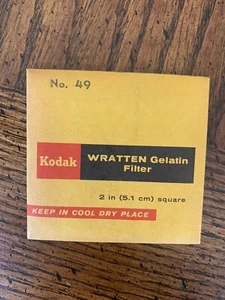 No. 49
Kodak
WRATTEN Gelatin
Filter
2 in (5.1 cm) square
KEEP IN COOL DRY PLACE